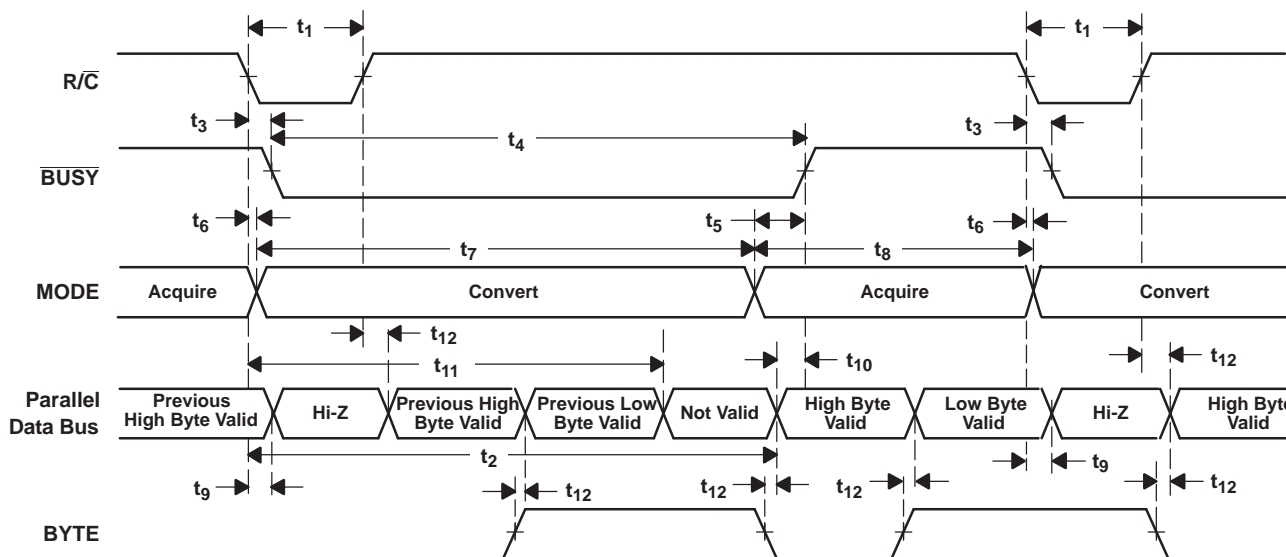 t1 t1
R/C̅
t3 t4 t3
B̅U̅S̅Y̅
t6 t5 t6
t7 t8
MODE Acquire Convert Acquire Convert
t12 t10 t12
t11
Parallel Data Bus
Previous High Byte Valid
Hi-Z
Previous High Byte Valid
Previous Low Byte Valid
Not Valid
High Byte Valid
Low Byte Valid
Hi-Z
High Byte Valid
t2
t9 t12 t12 t12 t9 t12
BYTE